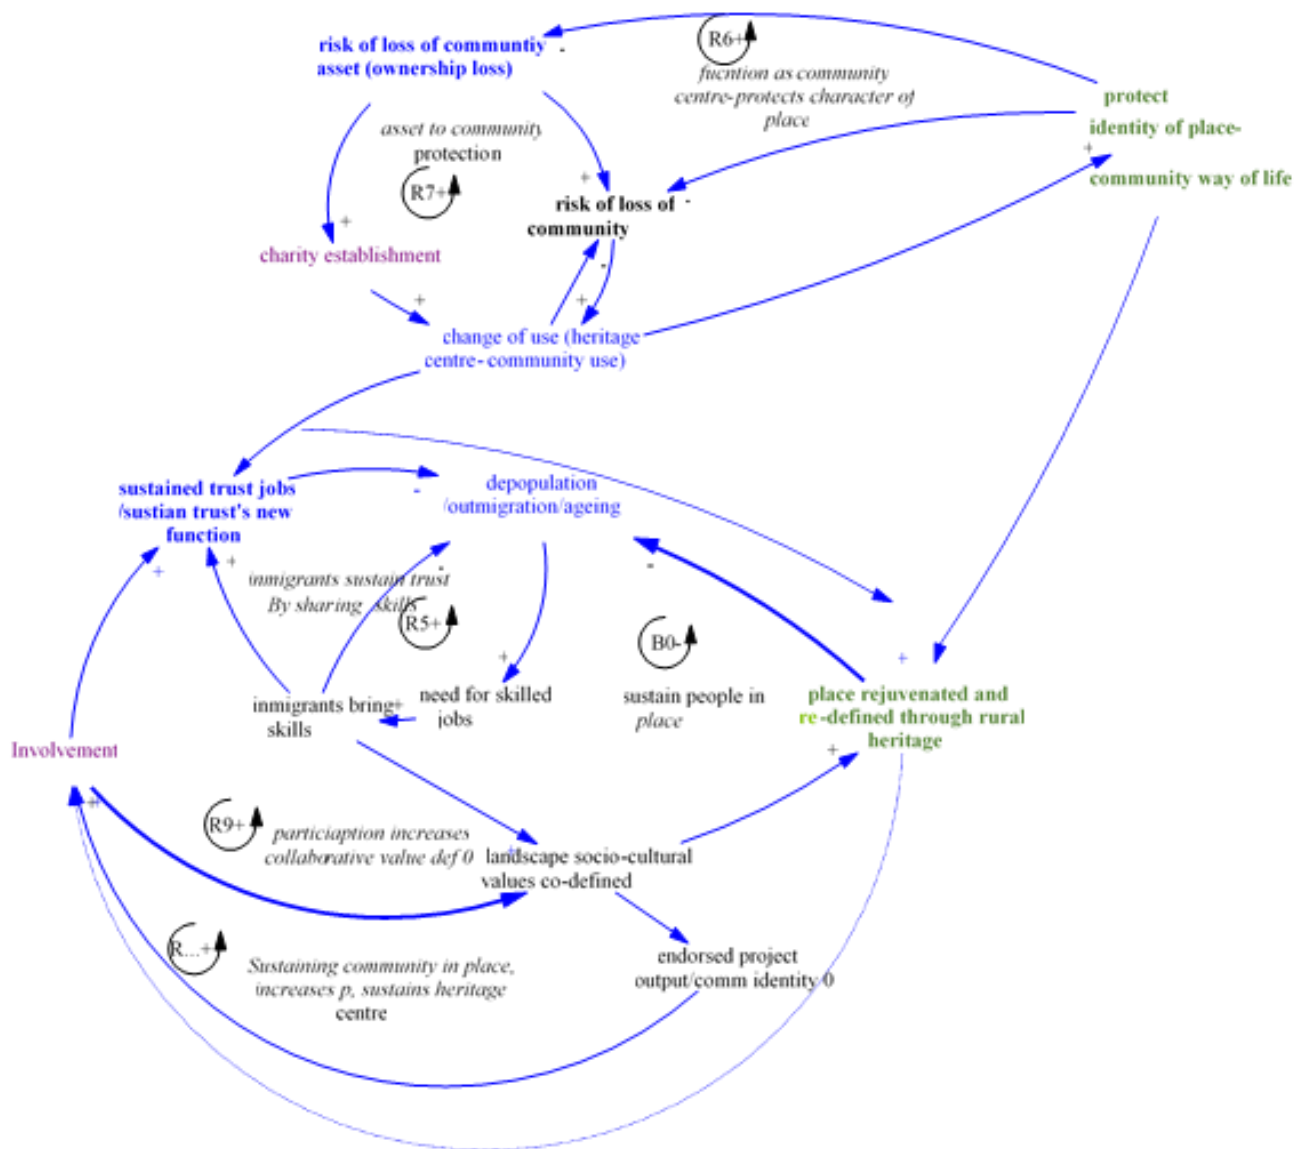 risk of loss of communtiy
asset (ownership loss)
-
R6+
fucntion as community
centre-protects character of
place
protect
identity of place-
+
community way of life
asset to community
protection
R7+
+
-
risk of loss of
community
+
charity establishment
-
+
+
change of use (heritage
centre-community use)
sustained trust jobs
/sustian trust's new
function
-
depopulation
/outmigration/ageing
+
+
inmigrants sustain trust
By sharing skills
-
R5+
-
B0-
+
+
need for skilled
jobs
inmigrants bring+
skills
sustain people in
place
place rejuvenated and
re-defined through rural
heritage
+
Involvement
++
R9+
particiaption increases
collaborative value def 0
+
landscape socio-cultural
values co-defined
R...+
Sustaining community in place,
increases p, sustains heritage
centre
endorsed project
output/comm identity 0